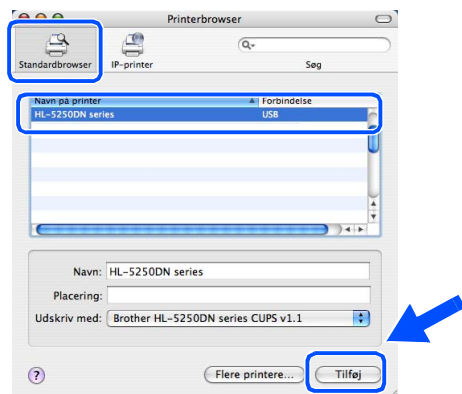 Printerbrowser
Standardbrowser IP-printer Søg
Navn på printer Forbindelse
HL-5250DN series USB
Navn: HL-5250DN series
Placering:
Udskriv med: Brother HL-5250DN series CUPS v1.1
? Flere printere... Tilføj